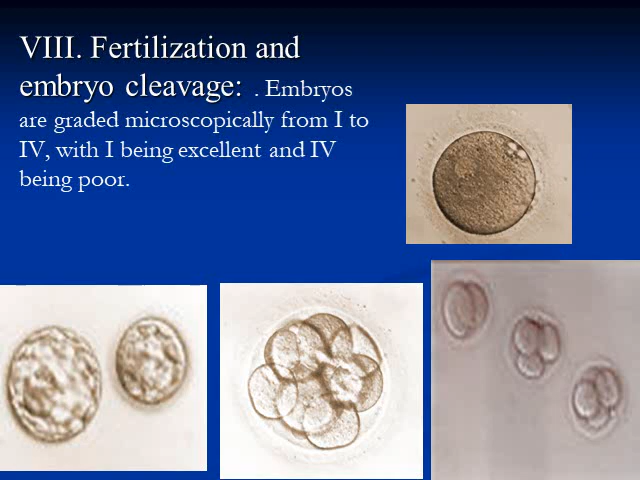 VIII. Fertilization and
embryo cleavage: . Embryos
are graded microscopically from I to
IV, with I being excellent and IV
being poor.